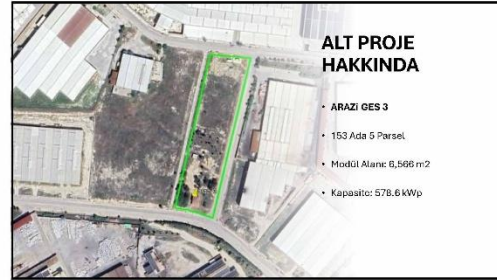 ALT PROJE
HAKKINDA
• ARAZİ GES 3
• 153 Ada 5 Parsel
• Modül Alanı: 6,566 m2
• Kapasite: 578.6 kWp